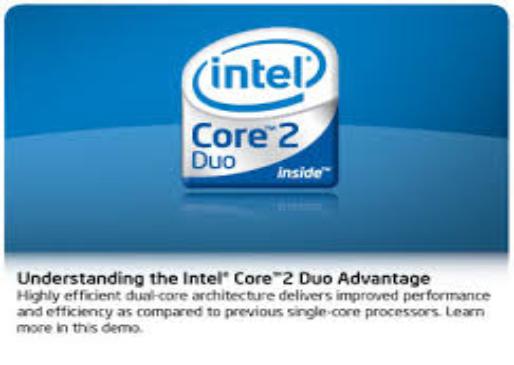 intel®
Core™2
Duo
inside™
Understanding the Intel® Core™2 Duo Advantage
Highly efficient dual-core architecture delivers improved performance
and efficiency as compared to previous single-core processors. Learn
more in this demo.